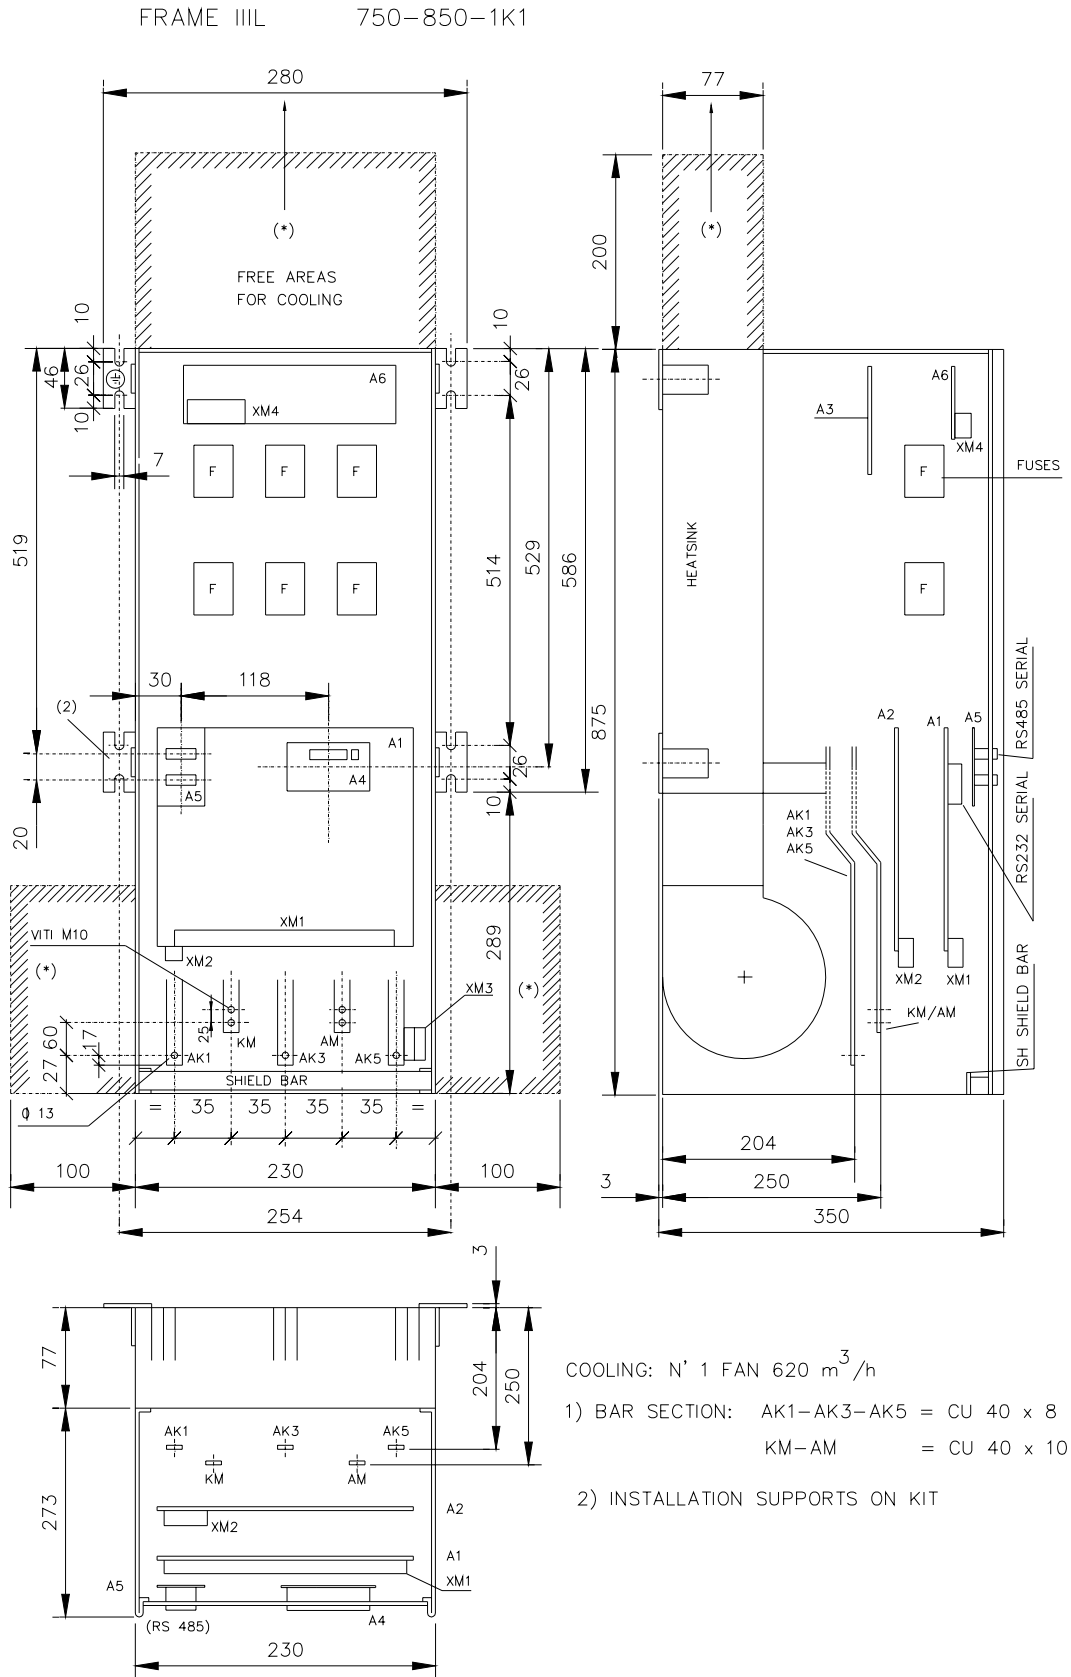 FRAME IIIL 750-850-1K1
280
77
(*)
(*)
200
FREE AREAS
FOR COOLING
10
10
46
26
10
26
A6
XM4
7
F F F
519
514
529
586
F F F
30
118
(2)
A1
A4
A5
20
26
10
XM1
VITI M10
XM2
(*)
(*)
XM3
289
25
KM
AM
60
17
27
AK1
AK3
AK5
SHIELD BAR
= 35 35 35 35 =
ϕ 13
100
230
100
254
A3
A6
XM4
F
FUSES
HEATSINK
F
875
A2
A1
A5
RS485 SERIAL
RS232 SERIAL
AK1
AK3
AK5
XM2
XM1
KM/AM
SH SHIELD BAR
204
3
250
350
3
77
204
250
AK1
AK3
AK5
KM
AM
273
A2
XM2
A1
XM1
A5
A4
(RS 485)
230
COOLING: N' 1 FAN 620 m3/h
1) BAR SECTION: AK1-AK3-AK5 = CU 40 x 8
KM-AM = CU 40 x 10
2) INSTALLATION SUPPORTS ON KIT